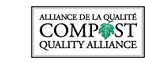 ALLIANCE DE LA QUALITÉ
COMPOST
QUALITY ALLIANCE